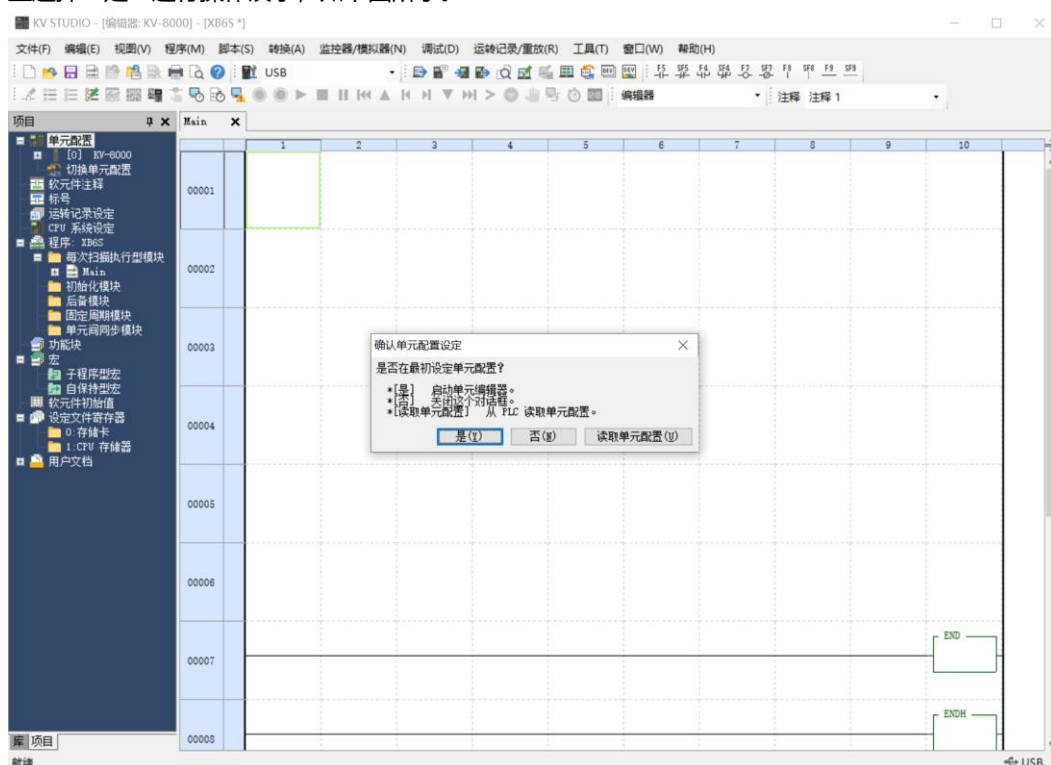 KV STUDIO - [编辑器: KV-8000] - [XB6S *]
文件(F) 编辑(E) 视图(V) 程序(M) 脚本(S) 转换(A) 监控器/模拟器(N) 调试(D) 运转记录/重放(R) 工具(T) 窗口(W) 帮助(H)
USB
F5 SF5 F4 SF4 F7 SF7 F8 SF8 F9 SF9
编辑器
注释 注释 1
项目
Main
1 2 3 4 5 6 7 8 9 10
单元配置
[0] KV-8000
切换单元配置
软元件注释
标号
运转记录设定
CPU 系统设定
程序: XB6S
每次扫描执行型模块
Main
初始化模块
后备模块
固定周期模块
单元间同步模块
功能块
宏
子程序型宏
自保持型宏
软元件初始值
设定文件寄存器
0:存储卡
1:CPU 存储器
用户文档
00001
00002
00003
00004
00005
00006
00007
00008
END
ENDH
确认单元配置设定
是否在最初设定单元配置?
*[是] 启动单元编辑器。
*[否] 关闭这个对话框。
*[读取单元配置] 从 PLC 读取单元配置。
是(Y) 否(N) 读取单元配置(U)
库 项目
USB